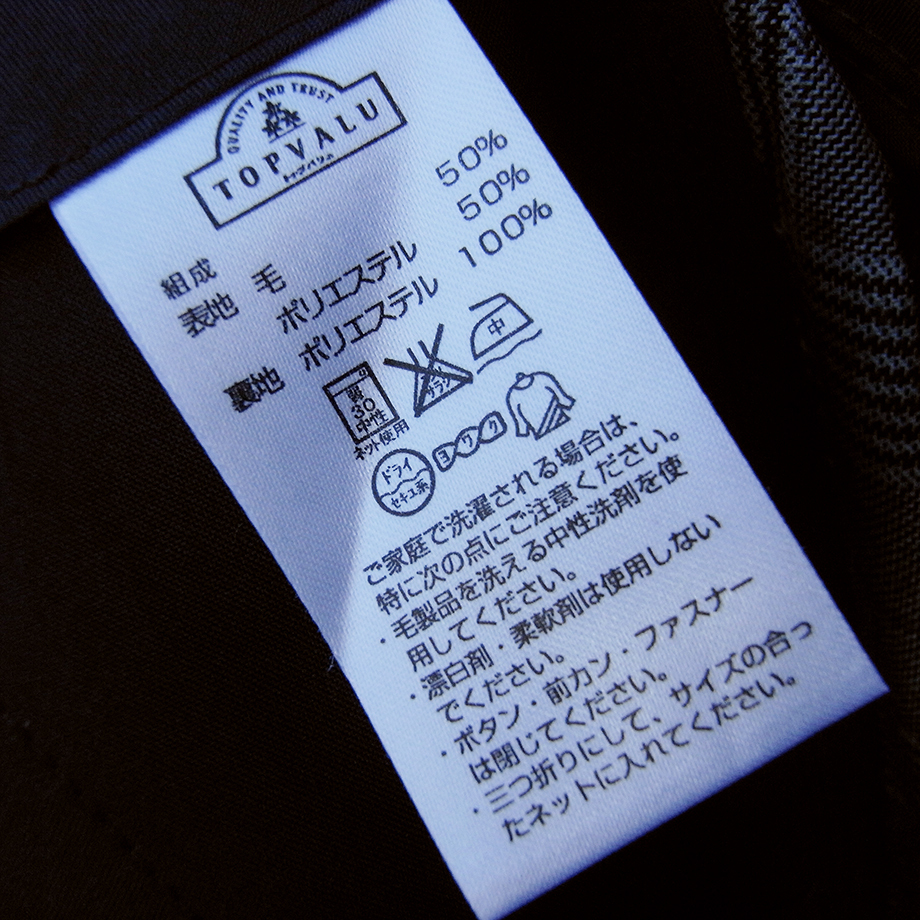 QUALITY AND TRUST
TOPVALU
トップバリュ
組成
表地 毛 50%
ポリエステル 50%
裏地 ポリエステル 100%
弱
30
中性
ネット使用
エンソサラシ
中
ドライ
セキユ系
ヨワク
ご家庭で洗濯される場合は、
特に次の点にご注意ください。
・毛製品を洗える中性洗剤を使
用してください。
・漂白剤・柔軟剤は使用しない
でください。
・ボタン・前カン・ファスナー
は閉じてください。
・三つ折りにして、サイズの合っ
たネットに入れてください。